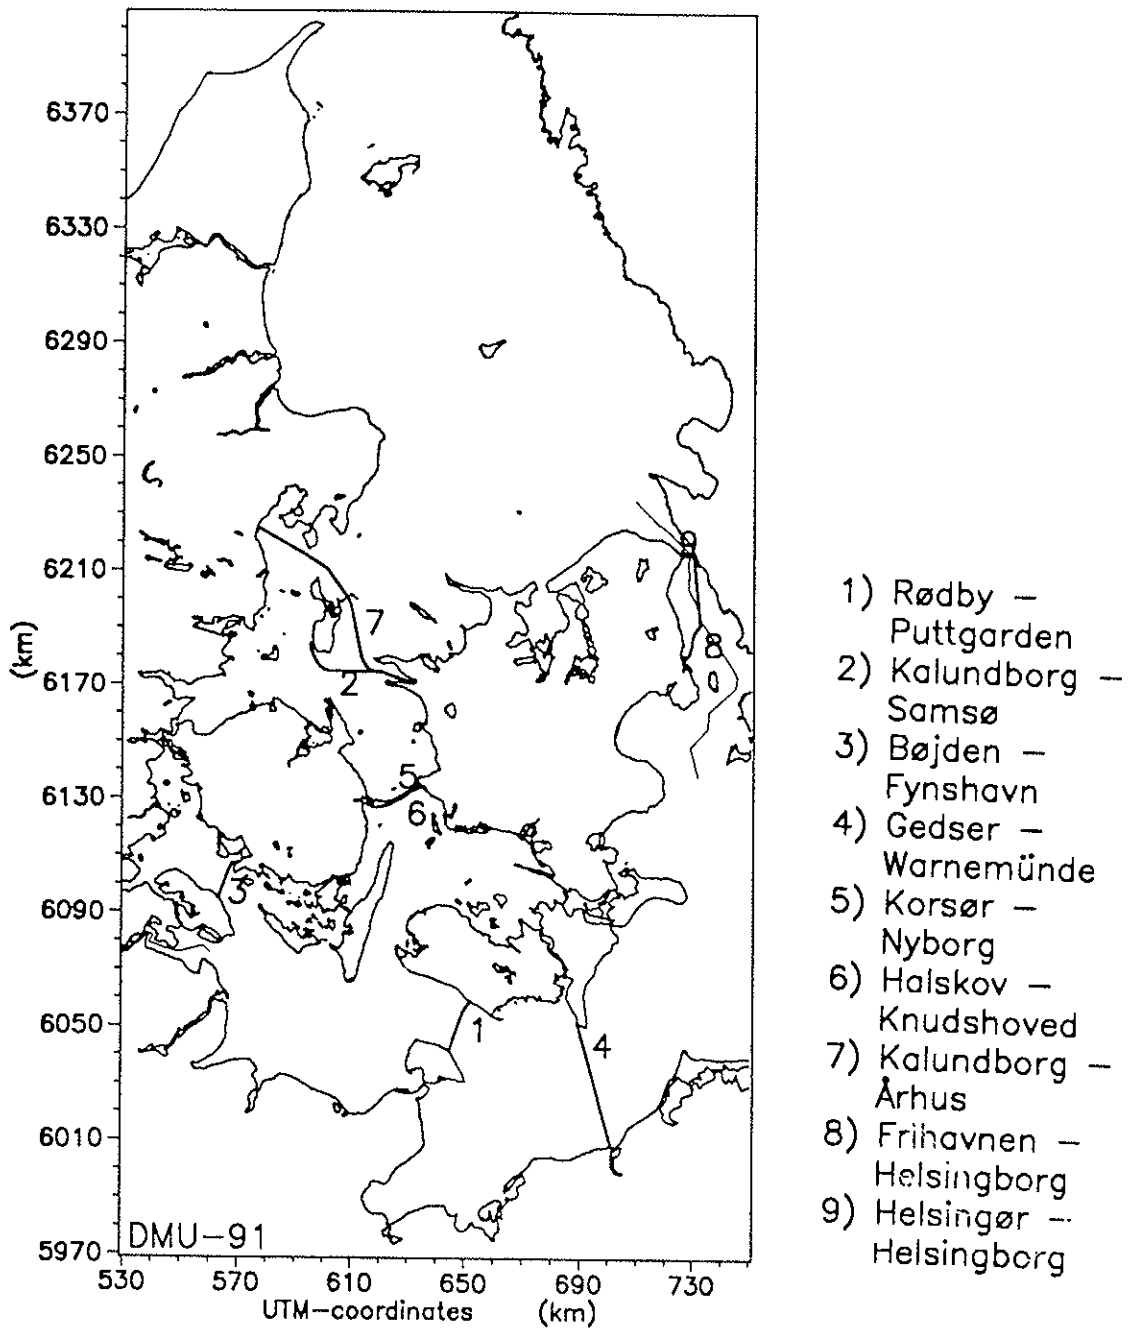 6370
6330
6290
6250
6210
6170
6130
6090
6050
6010
5970
(km)
7
2
5
6
3
1
4
9
8
DMU-91
530 570 610 650 690 730
UTM-coordinates (km)
1) Rødby -
Puttgarden
2) Kalundborg -
Samsø
3) Bøjden -
Fynshavn
4) Gedser -
Warnemünde
5) Korsør -
Nyborg
6) Halskov -
Knudshoved
7) Kalundborg -
Århus
8) Frihavnen -
Helsingborg
9) Helsingør -
Helsingborg